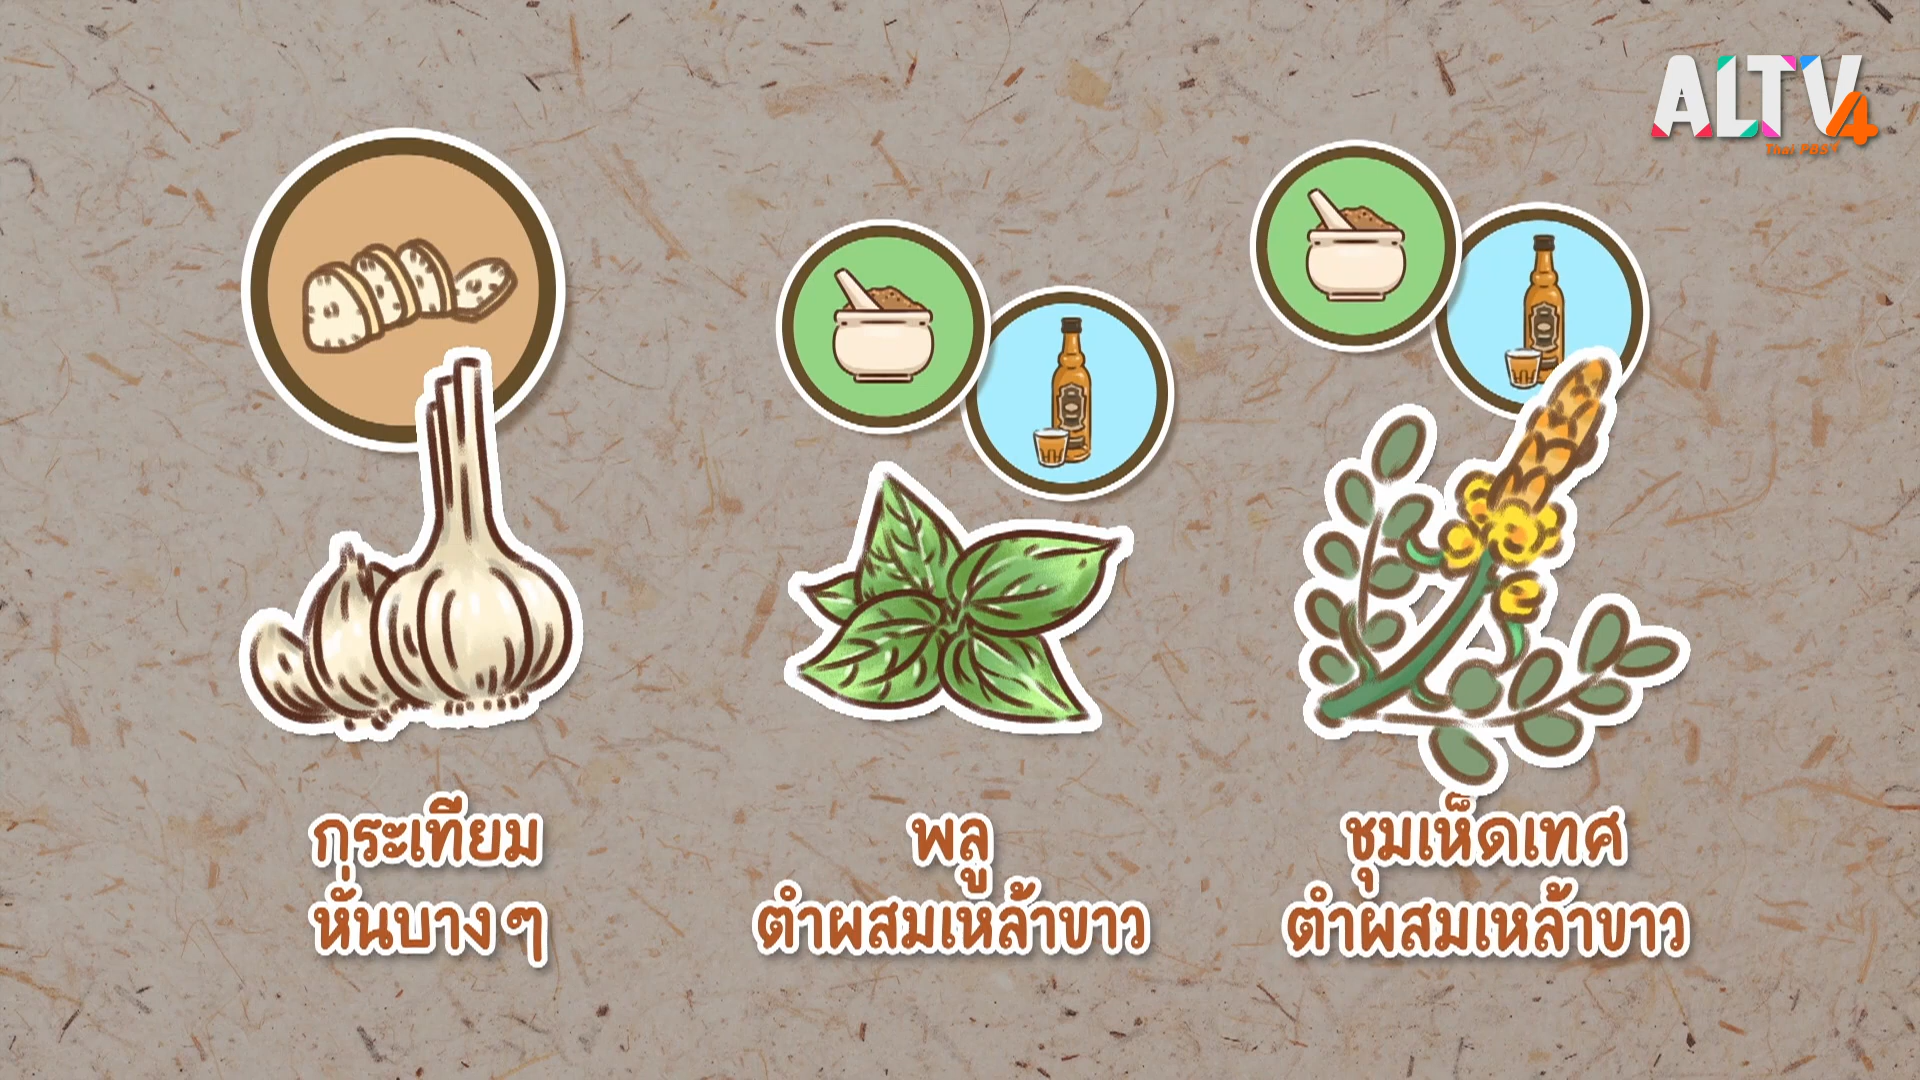 ALTV4
Thai PBS
กระเทียม
หั่นบาง ๆ
พลู
ตำผสมเหล้าขาว
ชุมเห็ดเทศ
ตำผสมเหล้าขาว